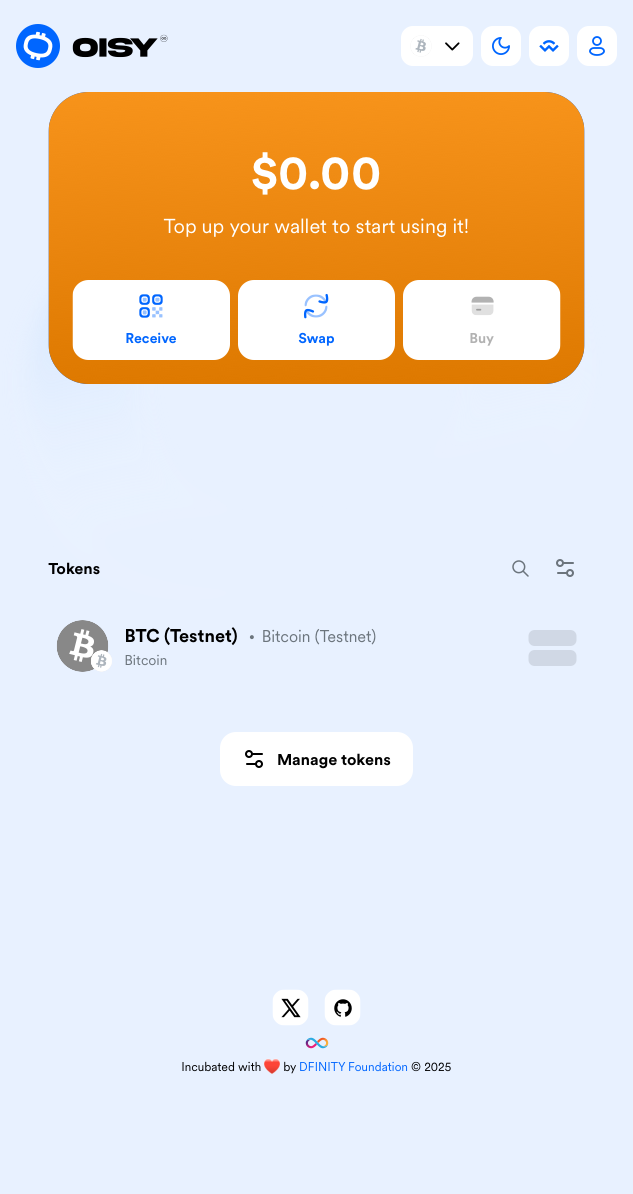 OISY
$0.00
Top up your wallet to start using it!
Receive
Swap
Buy
Tokens
BTC (Testnet) • Bitcoin (Testnet)
Bitcoin
Manage tokens
Incubated with ❤️ by DFINITY Foundation © 2025